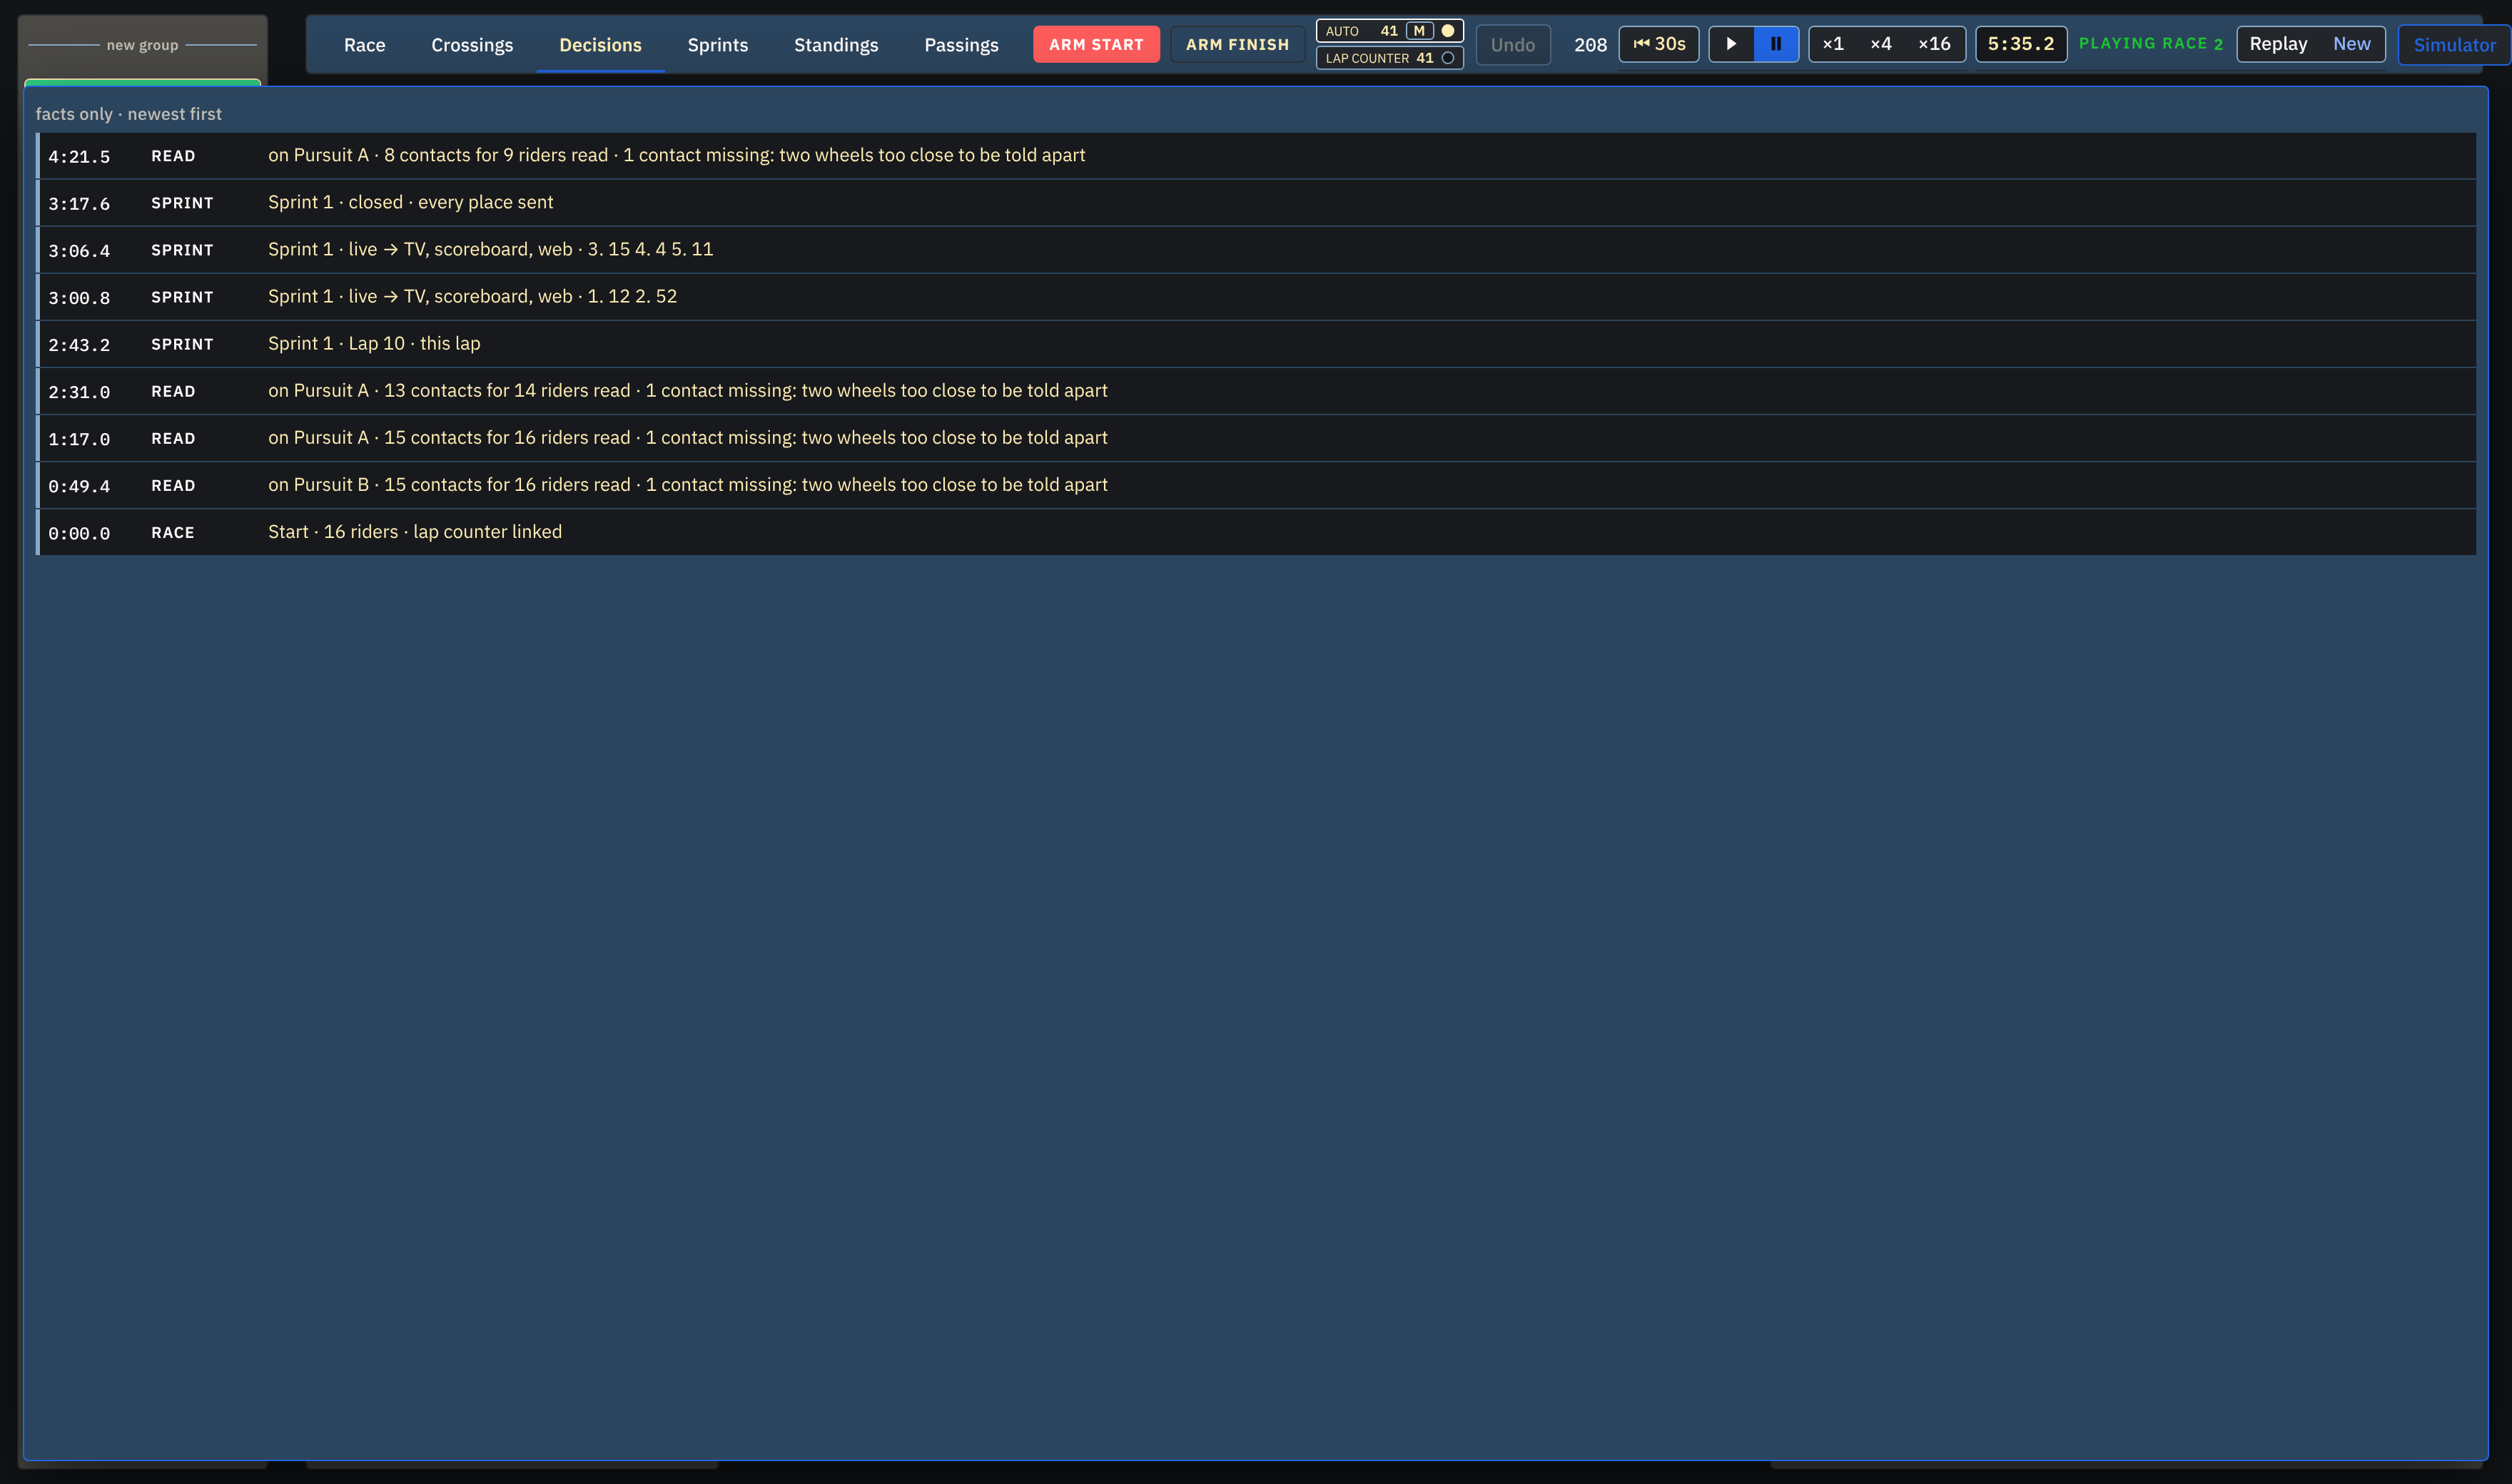 new group
Race Crossings Decisions Sprints Standings Passings ARM START ARM FINISH AUTO 41 M Undo 208 ⏮ 30s ×1 ×4 ×16 5:35.2 PLAYING RACE 2 Replay New Simulator
LAP COUNTER 41
facts only · newest first
4:21.5 READ on Pursuit A · 8 contacts for 9 riders read · 1 contact missing: two wheels too close to be told apart
3:17.6 SPRINT Sprint 1 · closed · every place sent
3:06.4 SPRINT Sprint 1 · live → TV, scoreboard, web · 3. 15 4. 4 5. 11
3:00.8 SPRINT Sprint 1 · live → TV, scoreboard, web · 1. 12 2. 52
2:43.2 SPRINT Sprint 1 · Lap 10 · this lap
2:31.0 READ on Pursuit A · 13 contacts for 14 riders read · 1 contact missing: two wheels too close to be told apart
1:17.0 READ on Pursuit A · 15 contacts for 16 riders read · 1 contact missing: two wheels too close to be told apart
0:49.4 READ on Pursuit B · 15 contacts for 16 riders read · 1 contact missing: two wheels too close to be told apart
0:00.0 RACE Start · 16 riders · lap counter linked